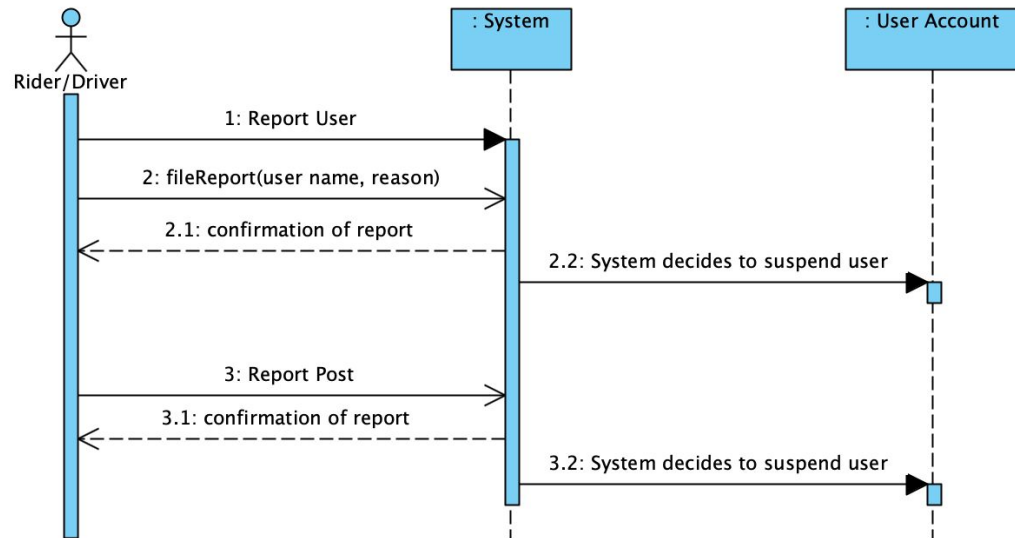 : System
: User Account
Rider/Driver
1: Report User
2: fileReport(user name, reason)
2.1: confirmation of report
2.2: System decides to suspend user
3: Report Post
3.1: confirmation of report
3.2: System decides to suspend user